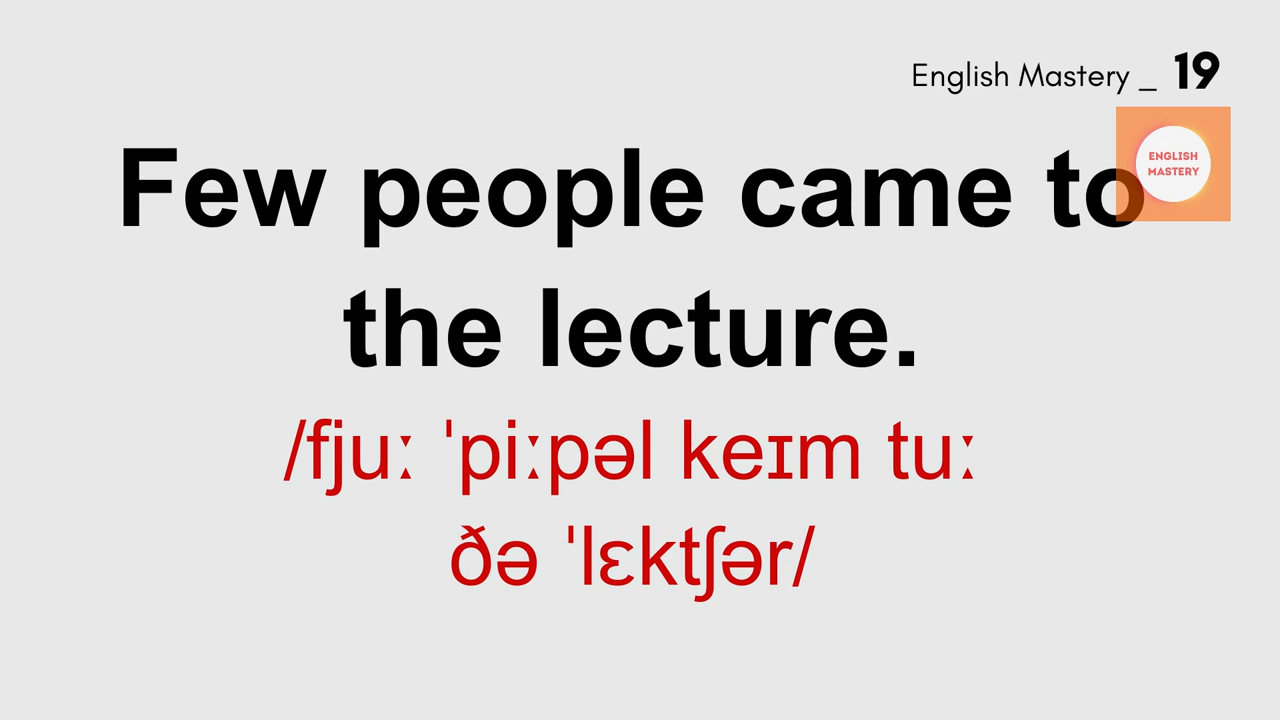 English Mastery _ 19
ENGLISH
MASTERY
Few people came to
the lecture.
/fjuː ˈpiːpəl keɪm tuː
ðə ˈlɛktʃər/